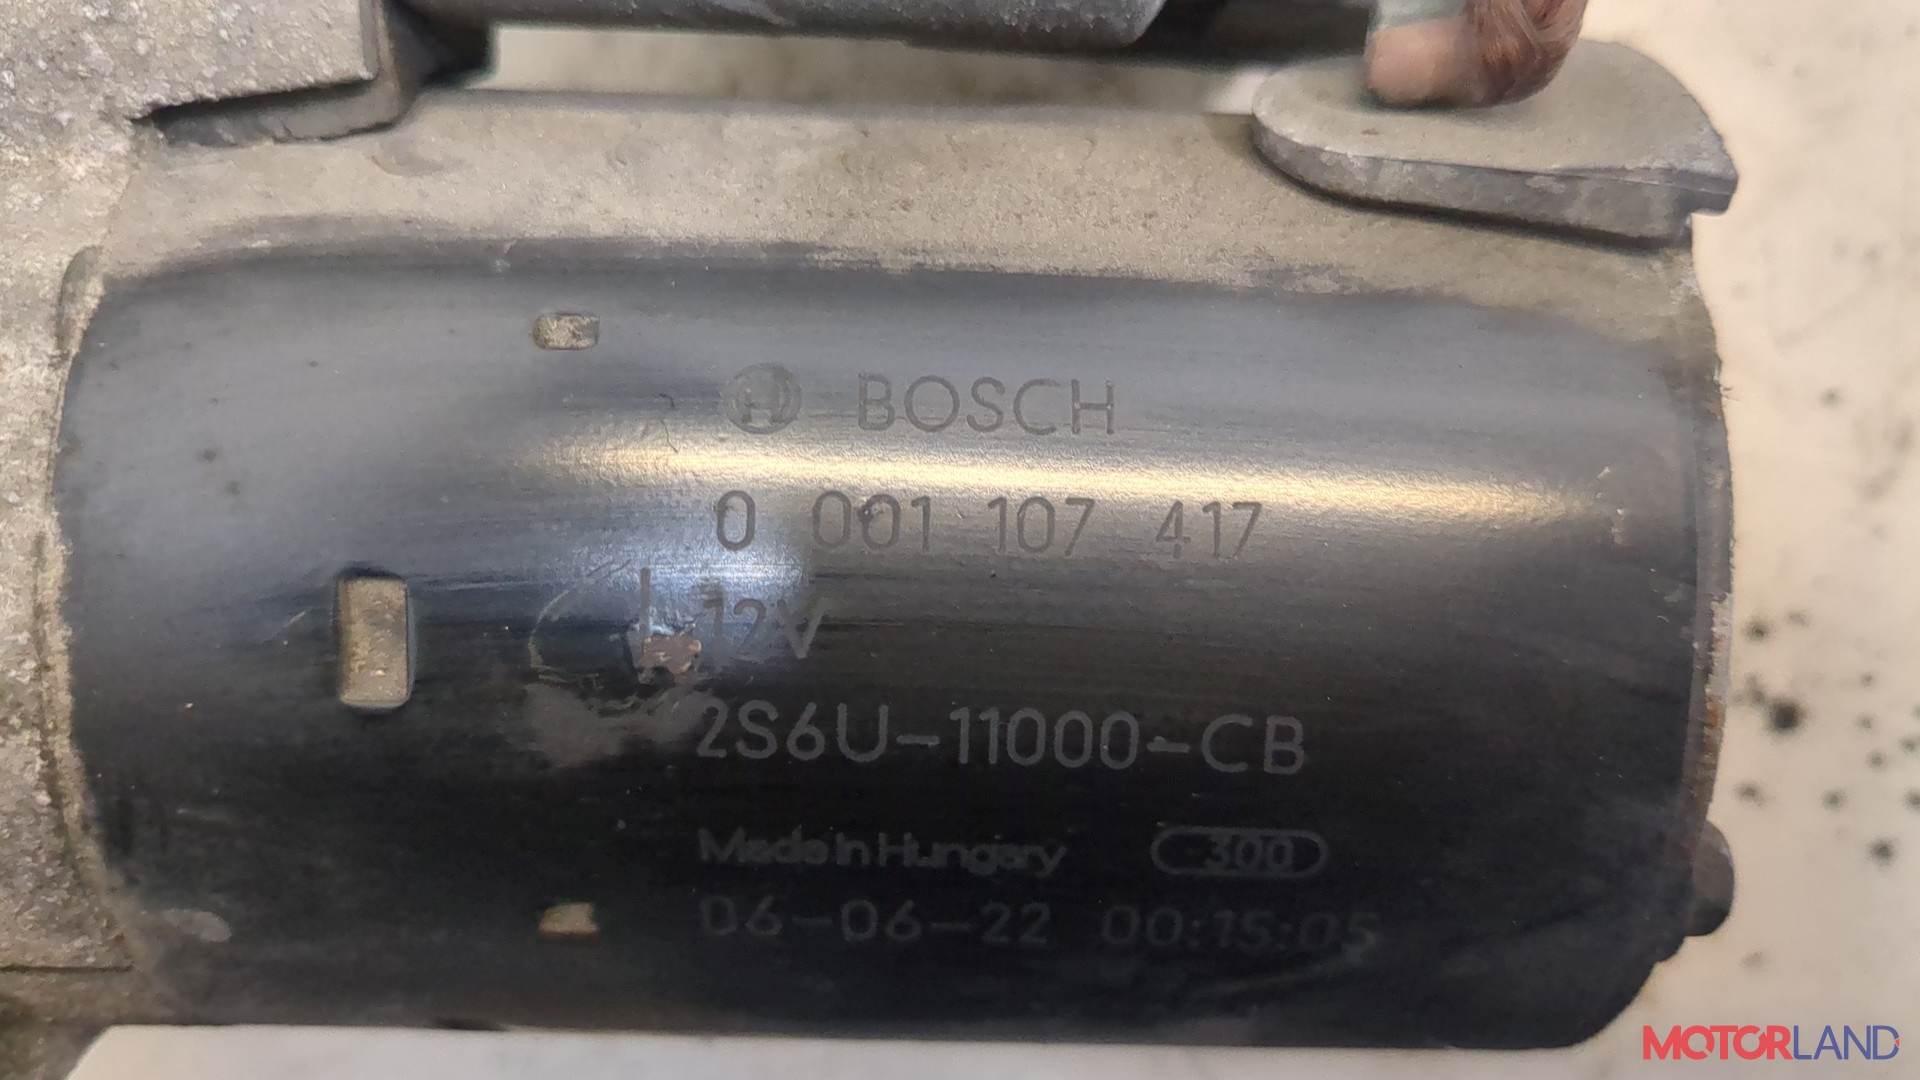 BOSCH
0 001 107 417
12V
2S6U-11000-CB
Made in Hungary 300
06-06-22 00:15:05
MOTORLAND